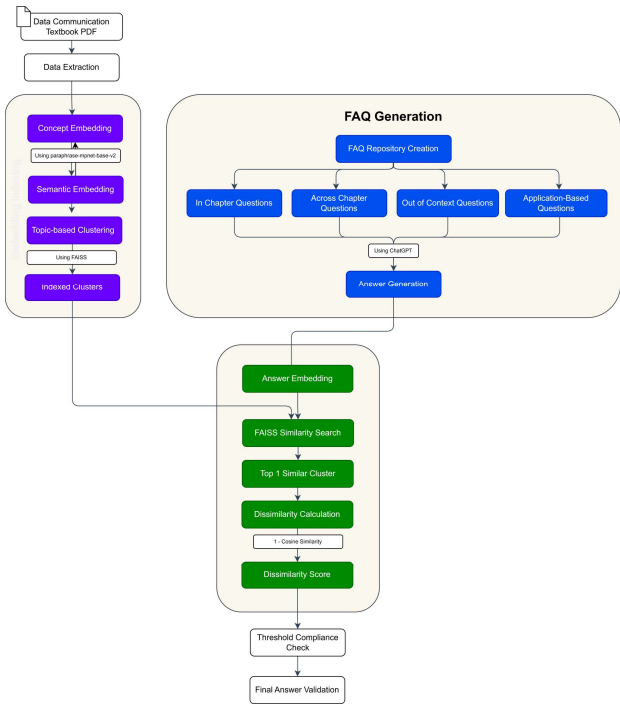 Data Communication
Textbook PDF
Data Extraction
Concept Embedding
Using paraphrase-mpnet-base-v2
Semantic Embedding
Topic-based Clustering
Using FAISS
Indexed Clusters
FAQ Generation
FAQ Repository Creation
In Chapter Questions
Across Chapter
Questions
Out of Context Questions
Application-Based
Questions
Using ChatGPT
Answer Generation
Answer Embedding
FAISS Similarity Search
Top 1 Similar Cluster
Dissimilarity Calculation
1 - Cosine Similarity
Dissimilarity Score
Threshold Compliance
Check
Final Answer Validation